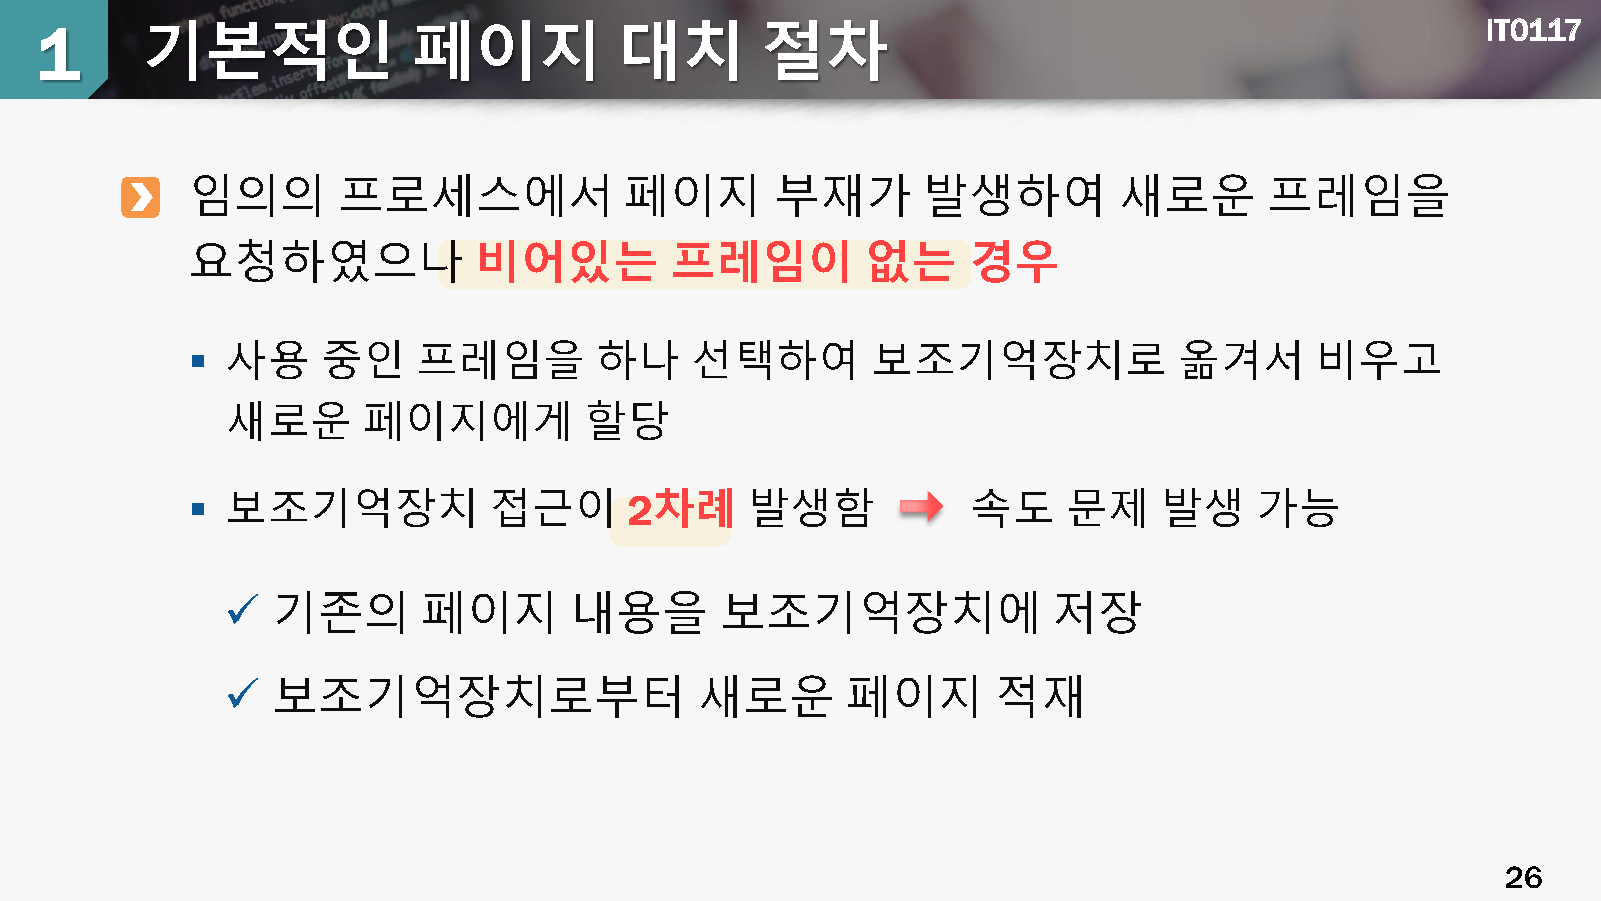 1 기본적인 페이지 대치 절차
IT0117
임의의 프로세스에서 페이지 부재가 발생하여 새로운 프레임을
요청하였으나 비어있는 프레임이 없는 경우
사용 중인 프레임을 하나 선택하여 보조기억장치로 옮겨서 비우고
새로운 페이지에게 할당
보조기억장치 접근이 2차례 발생함 속도 문제 발생 가능
기존의 페이지 내용을 보조기억장치에 저장
보조기억장치로부터 새로운 페이지 적재
26